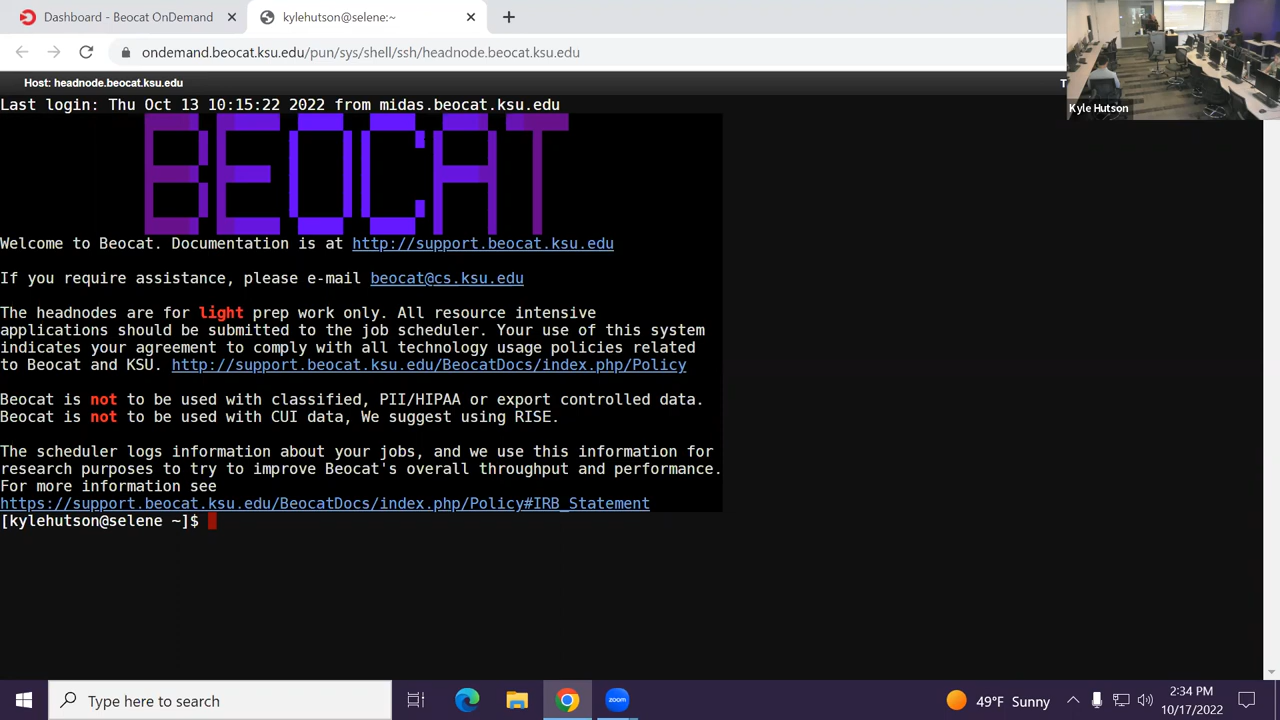 Dashboard - Beocat OnDemand
kylehutson@selene:~
ondemand.beocat.ksu.edu/pun/sys/shell/ssh/headnode.beocat.ksu.edu
Host: headnode.beocat.ksu.edu
T
Kyle Hutson
Last login: Thu Oct 13 10:15:22 2022 from midas.beocat.ksu.edu
BEOCAT
Welcome to Beocat. Documentation is at http://support.beocat.ksu.edu
If you require assistance, please e-mail beocat@cs.ksu.edu
The headnodes are for light prep work only. All resource intensive
applications should be submitted to the job scheduler. Your use of this system
indicates your agreement to comply with all technology usage policies related
to Beocat and KSU. http://support.beocat.ksu.edu/BeocatDocs/index.php/Policy
Beocat is not to be used with classified, PII/HIPAA or export controlled data.
Beocat is not to be used with CUI data, We suggest using RISE.
The scheduler logs information about your jobs, and we use this information for
research purposes to try to improve Beocat's overall throughput and performance.
For more information see
https://support.beocat.ksu.edu/BeocatDocs/index.php/Policy#IRB_Statement
[kylehutson@selene ~]$
Type here to search
zoom
49°F Sunny
2:34 PM
10/17/2022